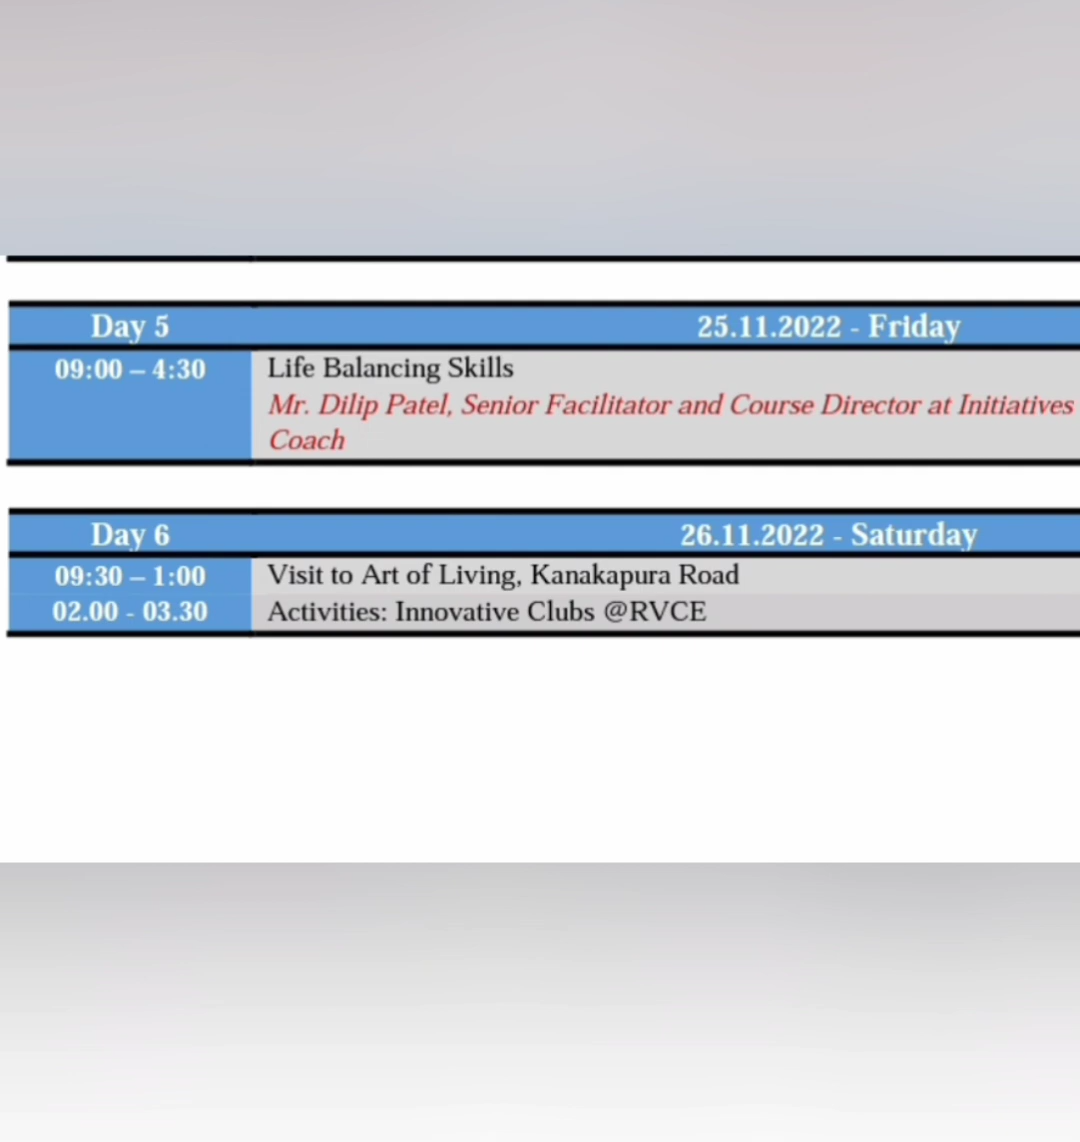 Day 5 25.11.2022 - Friday
09:00 – 4:30 Life Balancing Skills
Mr. Dilip Patel, Senior Facilitator and Course Director at Initiatives
Coach
Day 6 26.11.2022 - Saturday
09:30 – 1:00 Visit to Art of Living, Kanakapura Road
02.00 - 03.30 Activities: Innovative Clubs @RVCE